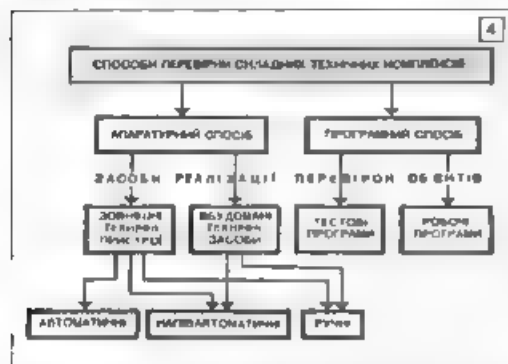 4
СПОСОБИ ПЕРЕВІРКИ СКЛАДНИХ ТЕХНІЧНИХ КОМПЛЕКСІВ
АПАРАТУРНИЙ СПОСІБ ПРОГРАМНИЙ СПОСІБ
ЗАСОБИ РЕАЛІЗАЦІЇ ПЕРЕВІРОК ОБ'ЄКТІВ
ЗОВНІШНІ ВБУДОВАНІ ТЕСТОВІ РОБОЧІ
ТЕХНІЧНІ ТЕХНІЧНІ ПРОГРАМИ ПРОГРАМИ
ПРИСТРОЇ ЗАСОБИ
АВТОМАТИЧНІ НАПІВАВТОМАТИЧНІ РУЧНІ